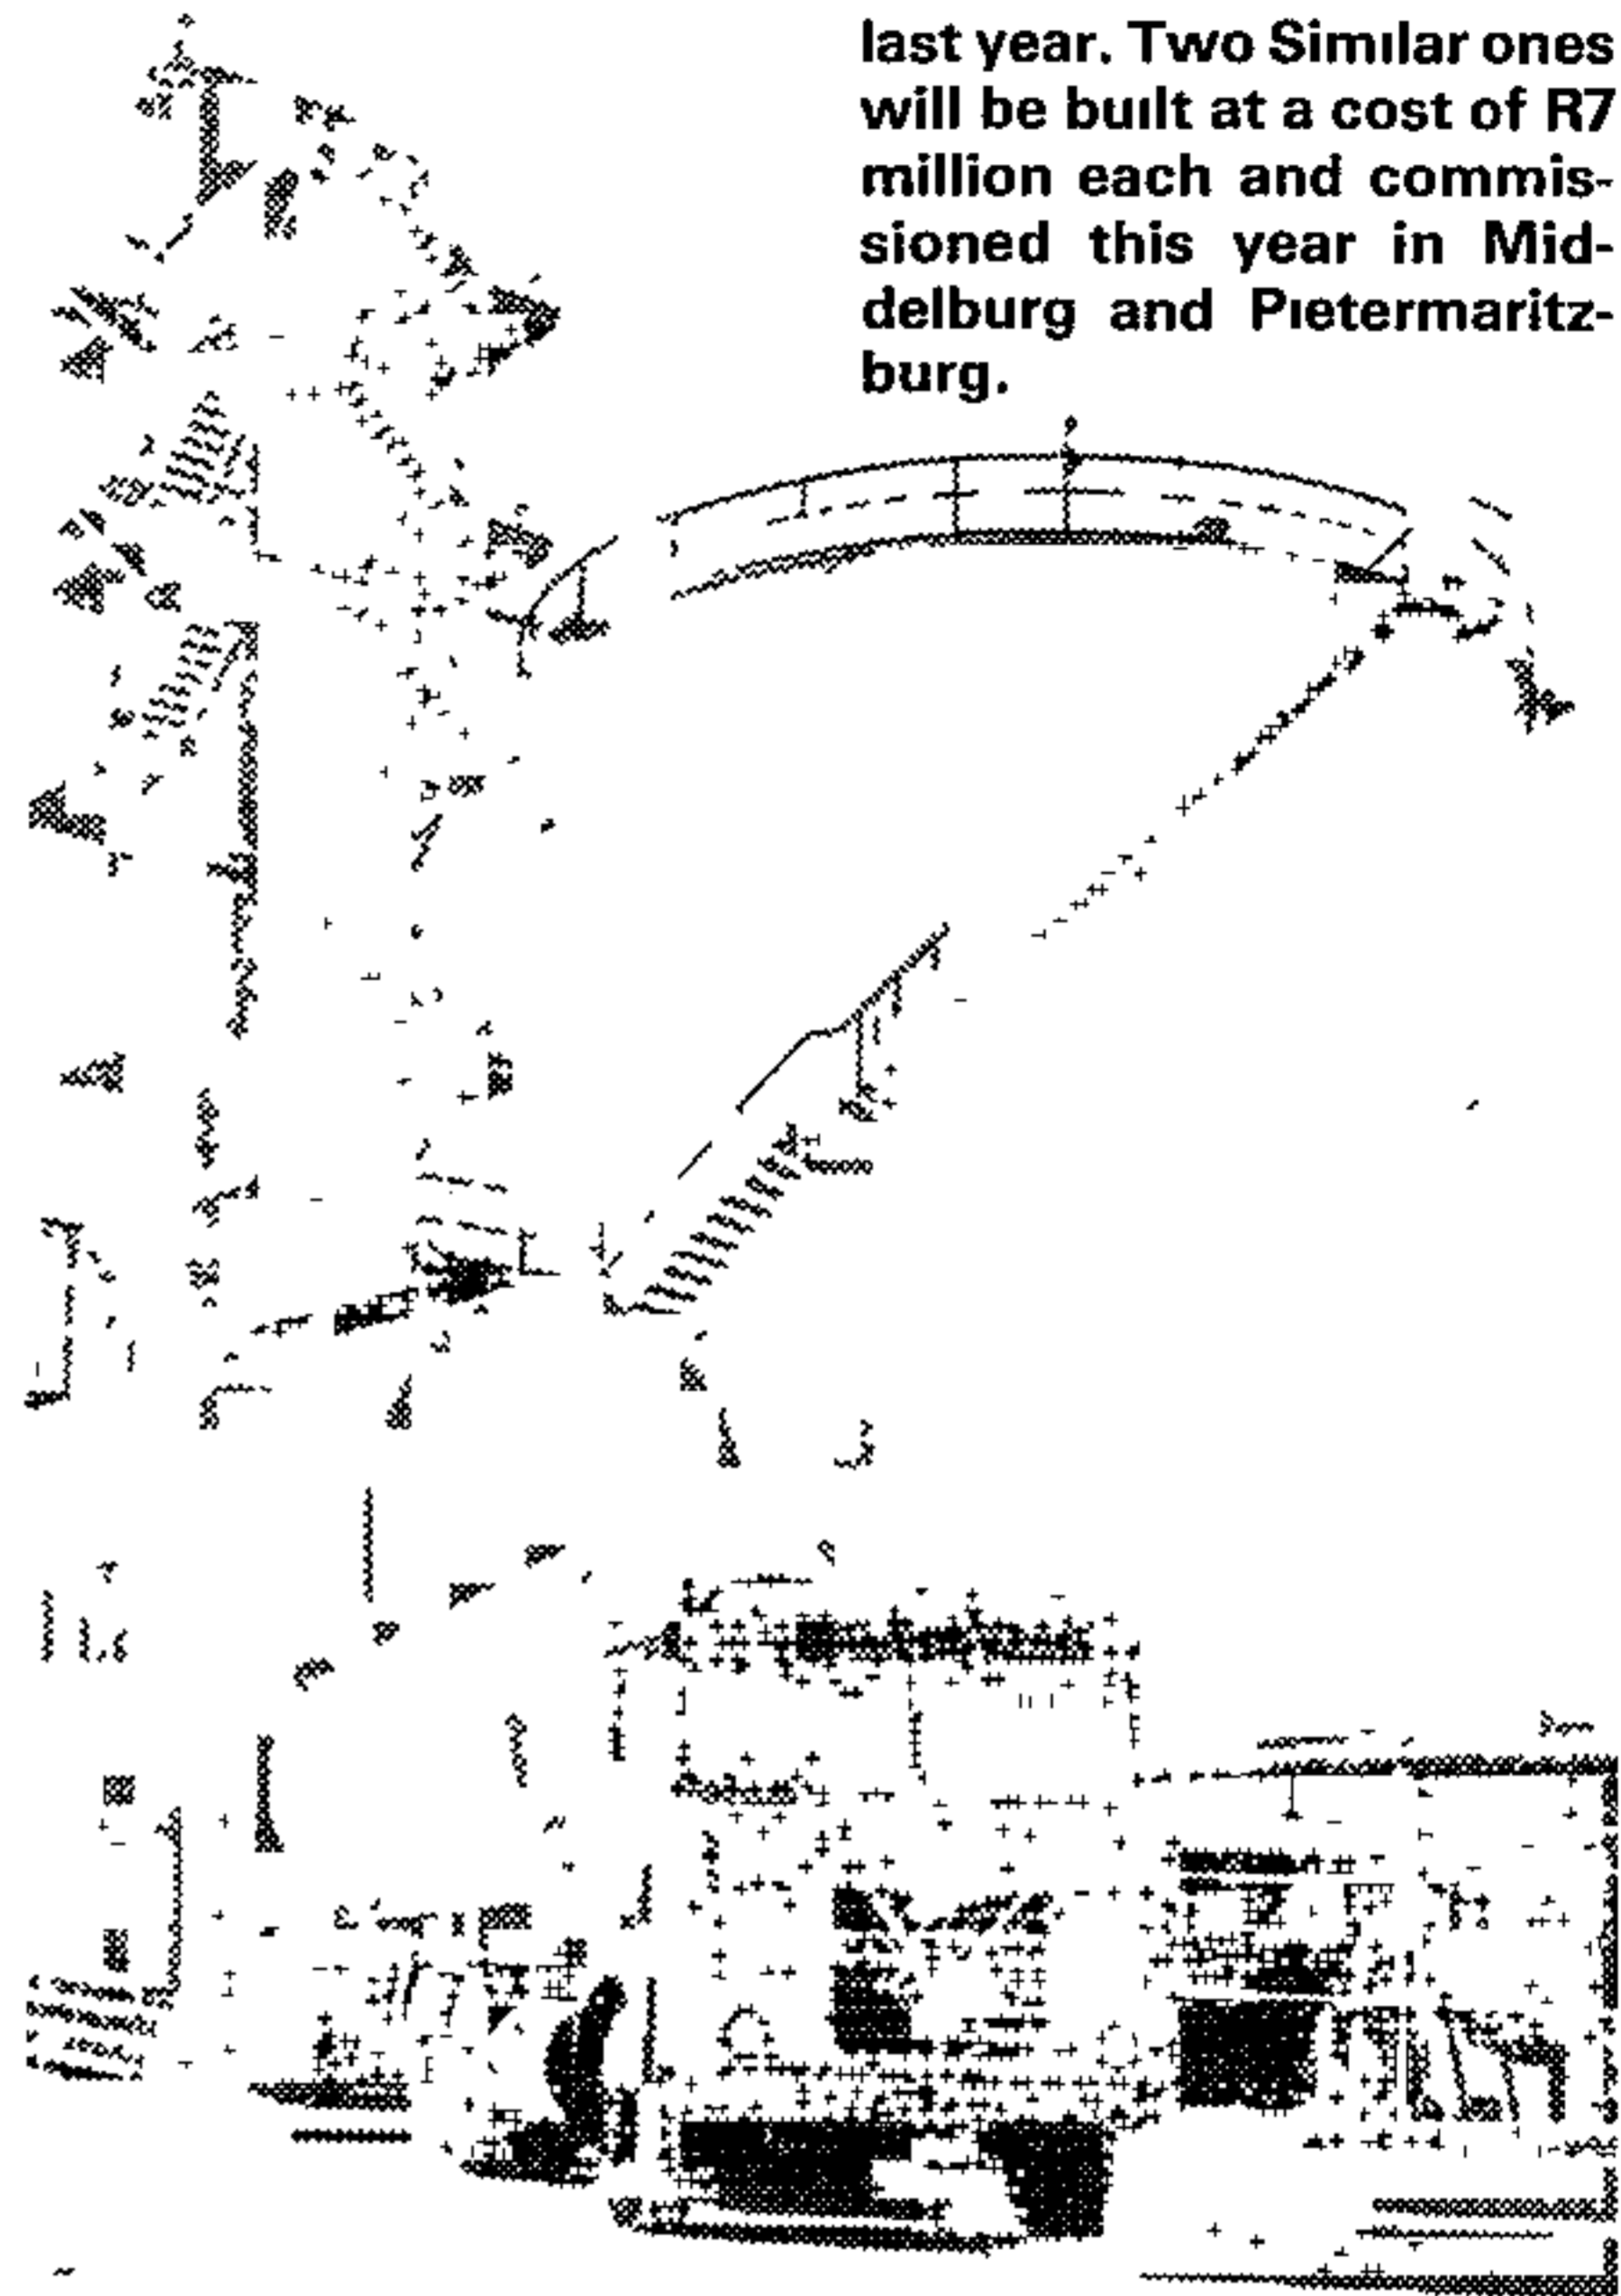 last year. Two Similar ones
will be built at a cost of R7
million each and commis-
sioned this year in Mid-
delburg and Pietermaritz-
burg.